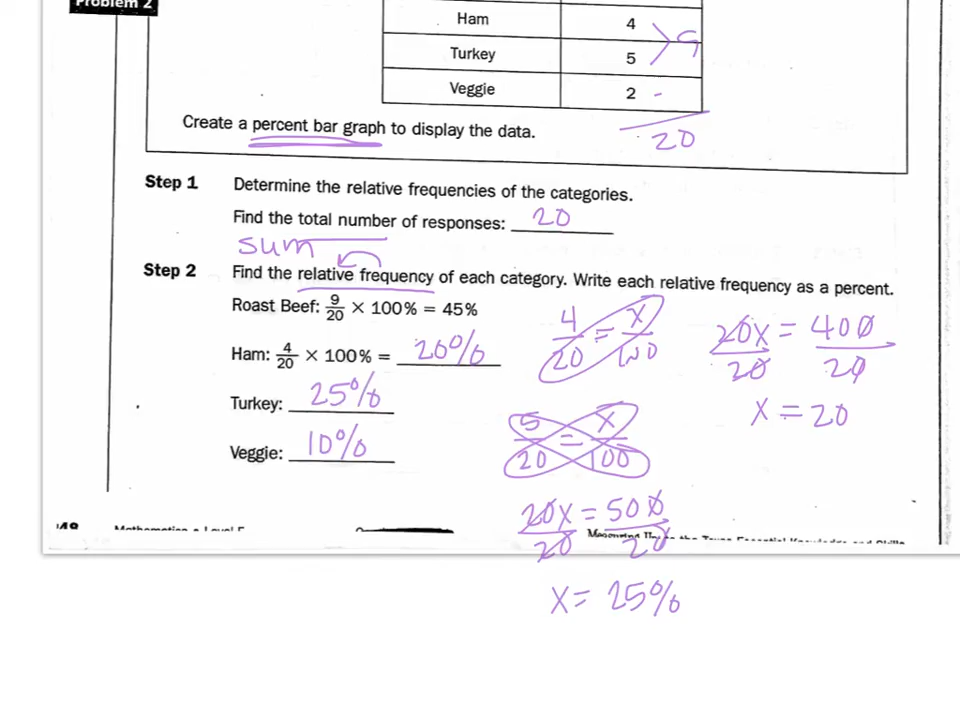 Problem 2
Ham 4
Turkey 5 > 9
Veggie 2 -
20
Create a percent bar graph to display the data.
Step 1 Determine the relative frequencies of the categories.
Find the total number of responses: 20
sum
Step 2 Find the relative frequency of each category. Write each relative frequency as a percent.
Roast Beef: 9/20 × 100% = 45%
Ham: 4/20 × 100% = 20%
Turkey: 25%
Veggie: 10%
4/20 = x/100
20x/20 = 400/20
x = 20
5/20 = x/100
20x/20 = 500/20
x = 25%